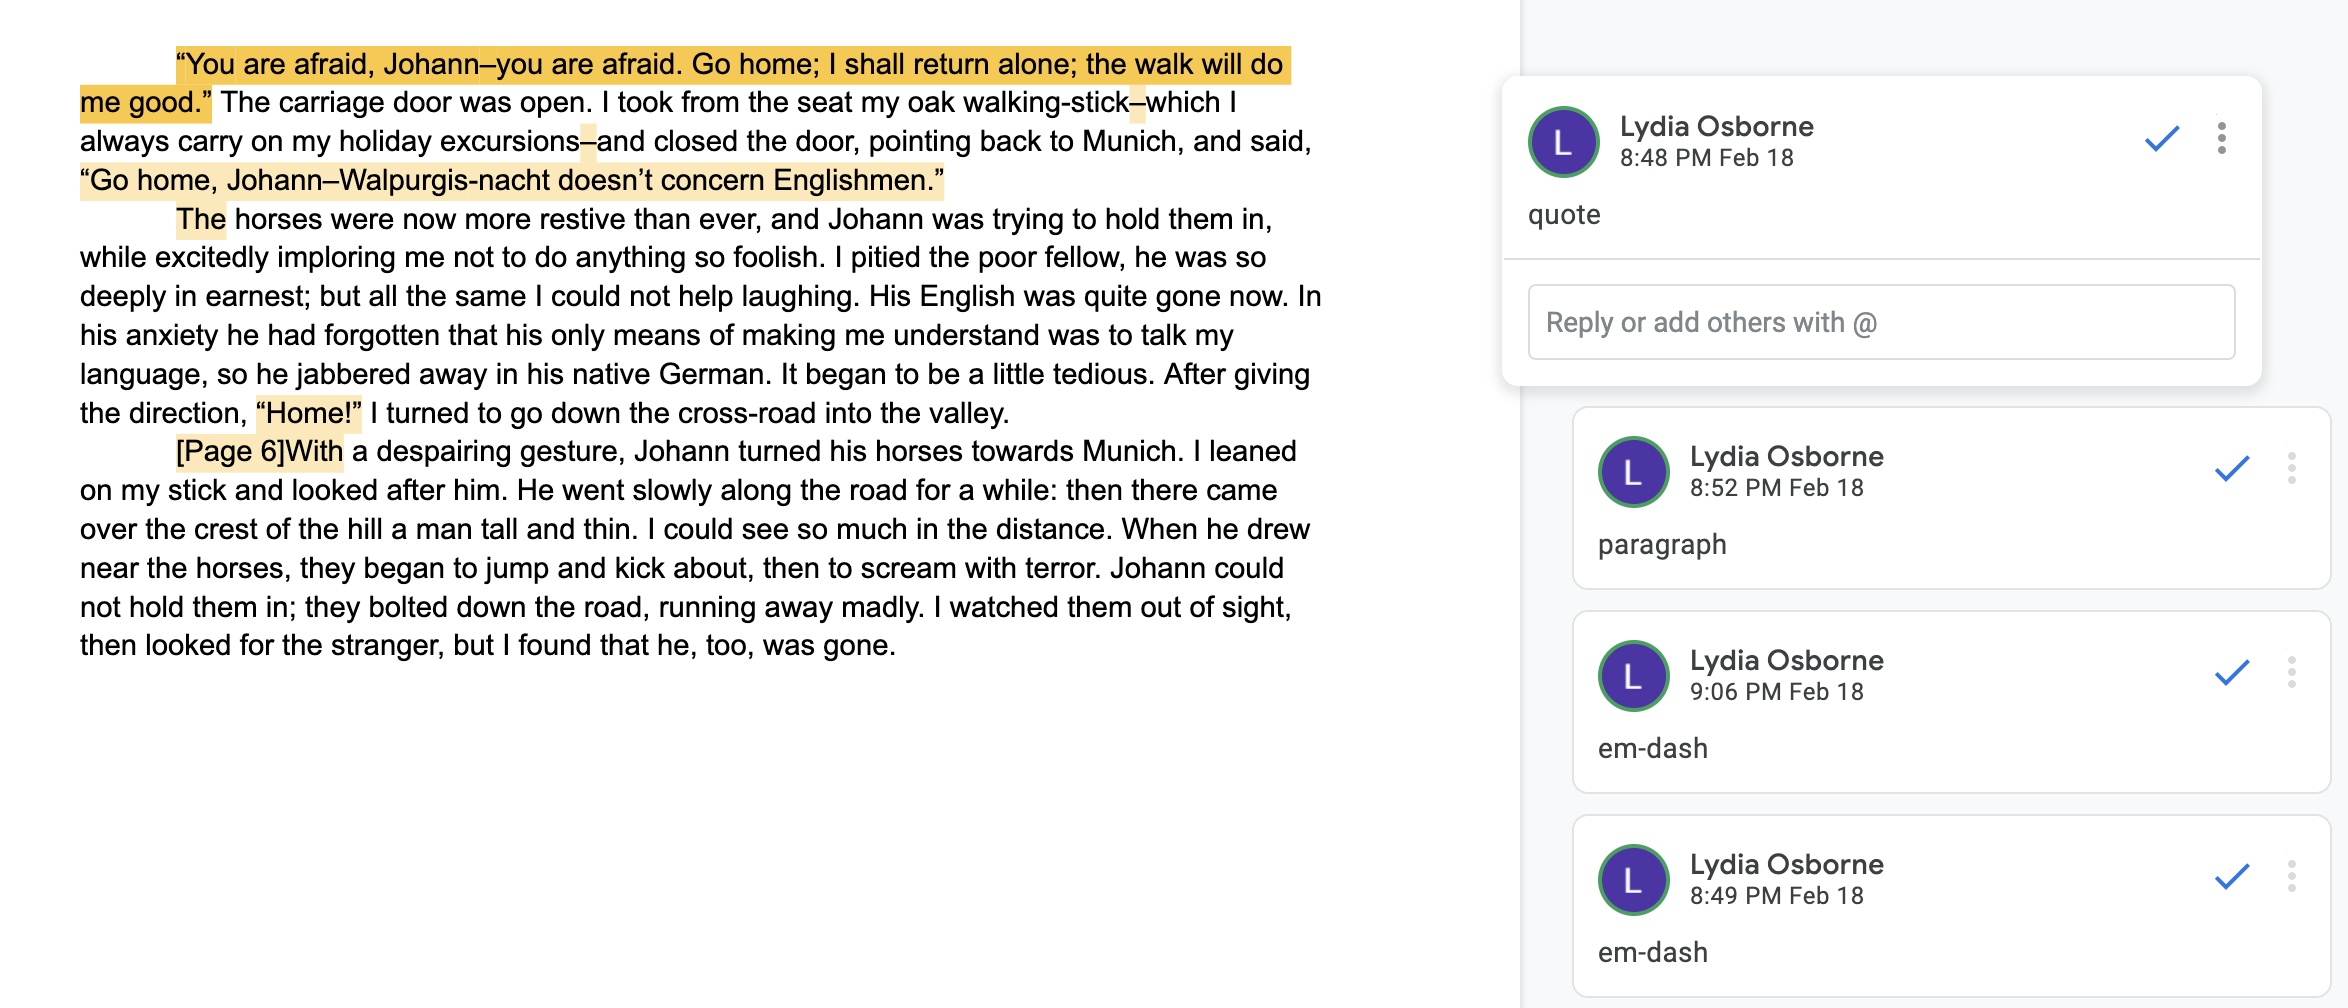 “You are afraid, Johann–you are afraid. Go home; I shall return alone; the walk will do
me good.” The carriage door was open. I took from the seat my oak walking-stick–which I
always carry on my holiday excursions–and closed the door, pointing back to Munich, and said,
“Go home, Johann–Walpurgis-nacht doesn’t concern Englishmen.”
The horses were now more restive than ever, and Johann was trying to hold them in,
while excitedly imploring me not to do anything so foolish. I pitied the poor fellow, he was so
deeply in earnest; but all the same I could not help laughing. His English was quite gone now. In
his anxiety he had forgotten that his only means of making me understand was to talk my
language, so he jabbered away in his native German. It began to be a little tedious. After giving
the direction, “Home!” I turned to go down the cross-road into the valley.
[Page 6]With a despairing gesture, Johann turned his horses towards Munich. I leaned
on my stick and looked after him. He went slowly along the road for a while: then there came
over the crest of the hill a man tall and thin. I could see so much in the distance. When he drew
near the horses, they began to jump and kick about, then to scream with terror. Johann could
not hold them in; they bolted down the road, running away madly. I watched them out of sight,
then looked for the stranger, but I found that he, too, was gone.
L
Lydia Osborne
8:48 PM Feb 18
quote
Reply or add others with @
L
Lydia Osborne
8:52 PM Feb 18
paragraph
L
Lydia Osborne
9:06 PM Feb 18
em-dash
L
Lydia Osborne
8:49 PM Feb 18
em-dash